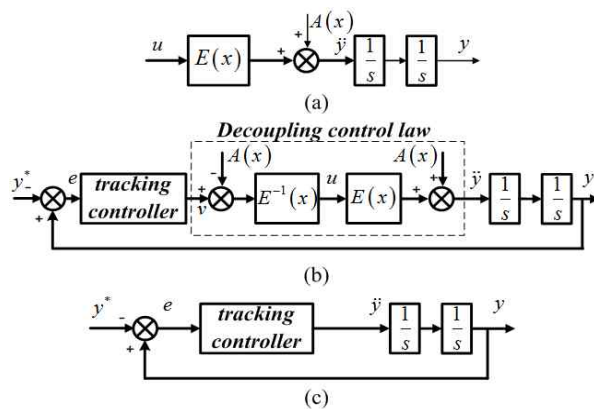 A(x)
u E(x) + + ÿ 1/s 1/s y
(a)
Decoupling control law
y* - + e tracking controller + v - A(x) E⁻¹(x) u E(x) + + A(x) ÿ 1/s 1/s y
(b)
y* - + e tracking controller ÿ 1/s 1/s y
(c)